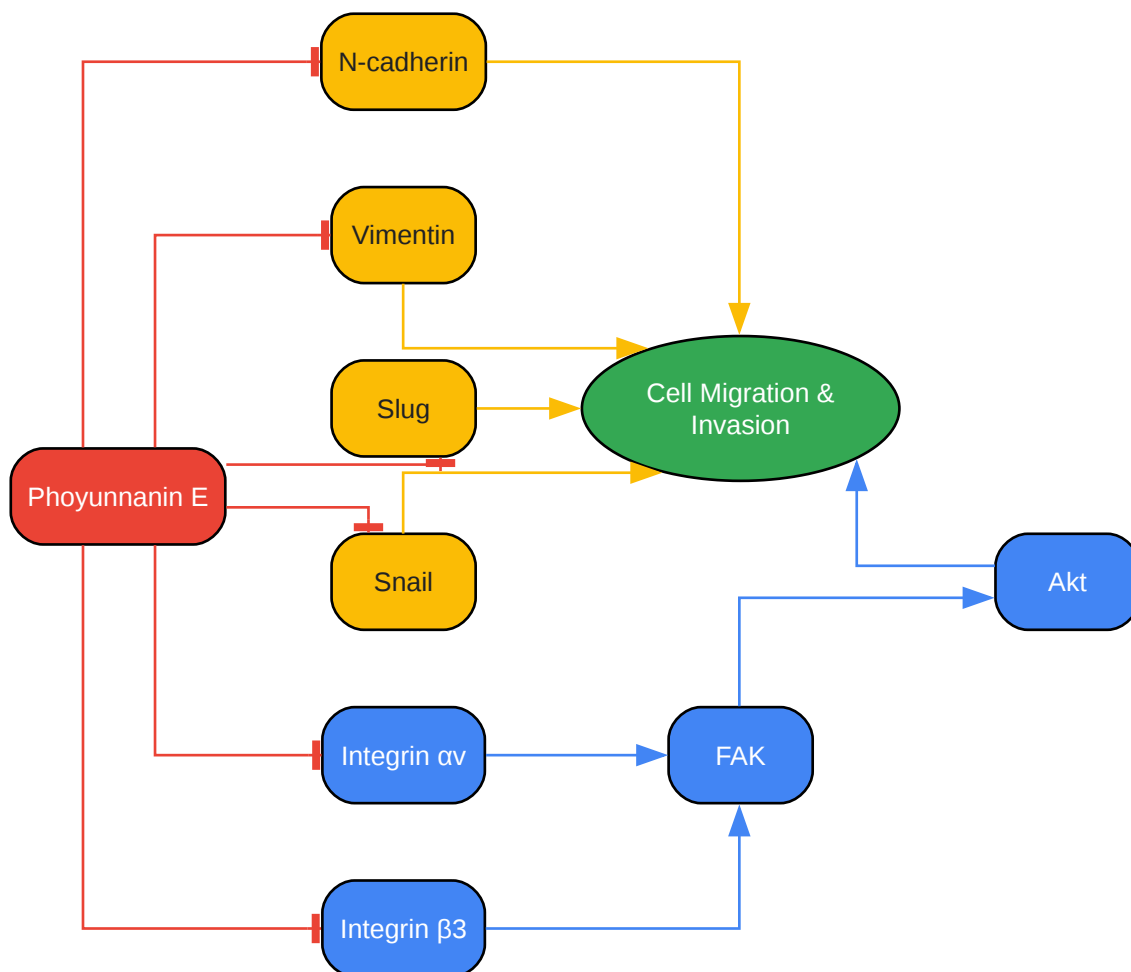 N-cadherin
Vimentin
Slug
Cell Migration &
Invasion
Phoyunnanin E
Snail
Akt
Integrin αv
FAK
Integrin β3